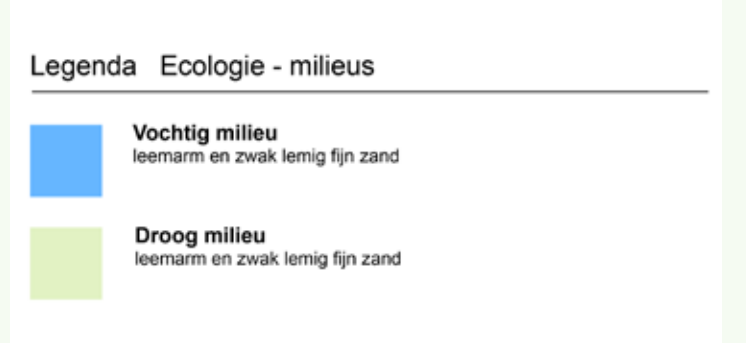 Legenda Ecologie - milieus
Vochtig milieu
leemarm en zwak lemig fijn zand
Droog milieu
leemarm en zwak lemig fijn zand